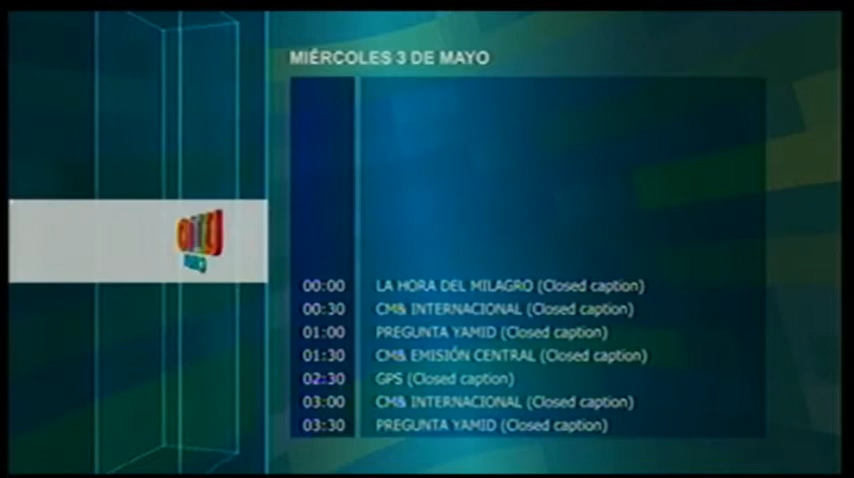 MIÉRCOLES 3 DE MAYO
00:00 LA HORA DEL MILAGRO (Closed caption)
00:30 CM& INTERNACIONAL (Closed caption)
01:00 PREGUNTA YAMID (Closed caption)
01:30 CM& EMISIÓN CENTRAL (Closed caption)
02:30 GPS (Closed caption)
03:00 CM& INTERNACIONAL (Closed caption)
03:30 PREGUNTA YAMID (Closed caption)